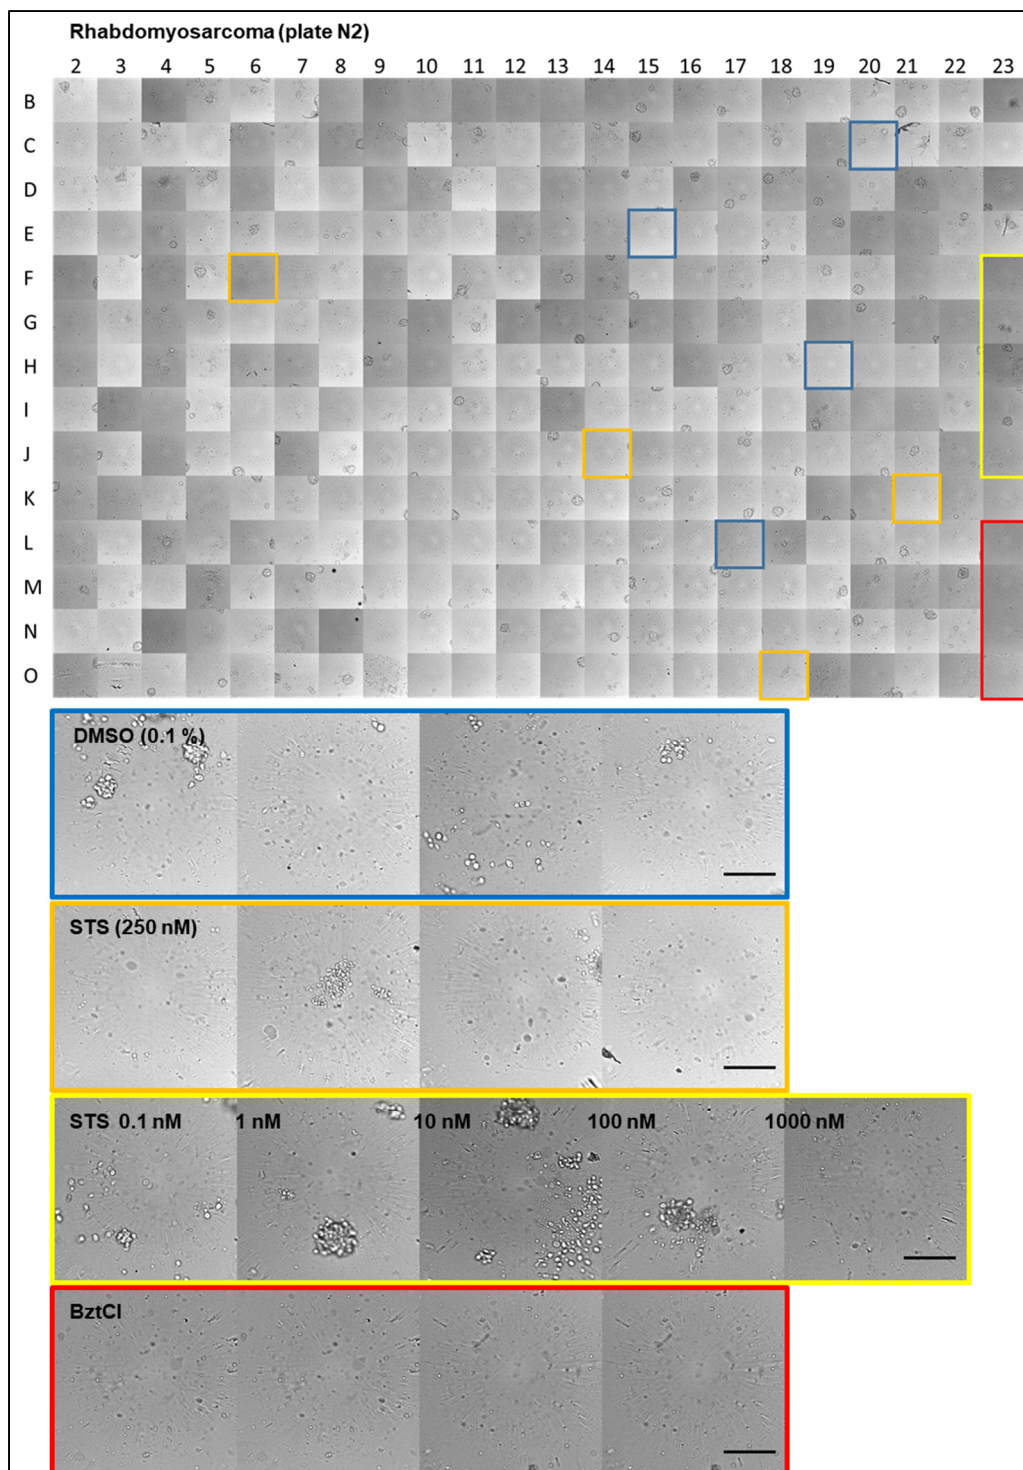 Rhabdomyosarcoma (plate N2)
2 3 4 5 6 7 8 9 10 11 12 13 14 15 16 17 18 19 20 21 22 23
B
C
D
E
F
G
H
I
J
K
L
M
N
O
DMSO (0.1 %)
STS (250 nM)
STS 0.1 nM 1 nM 10 nM 100 nM 1000 nM
BztCl